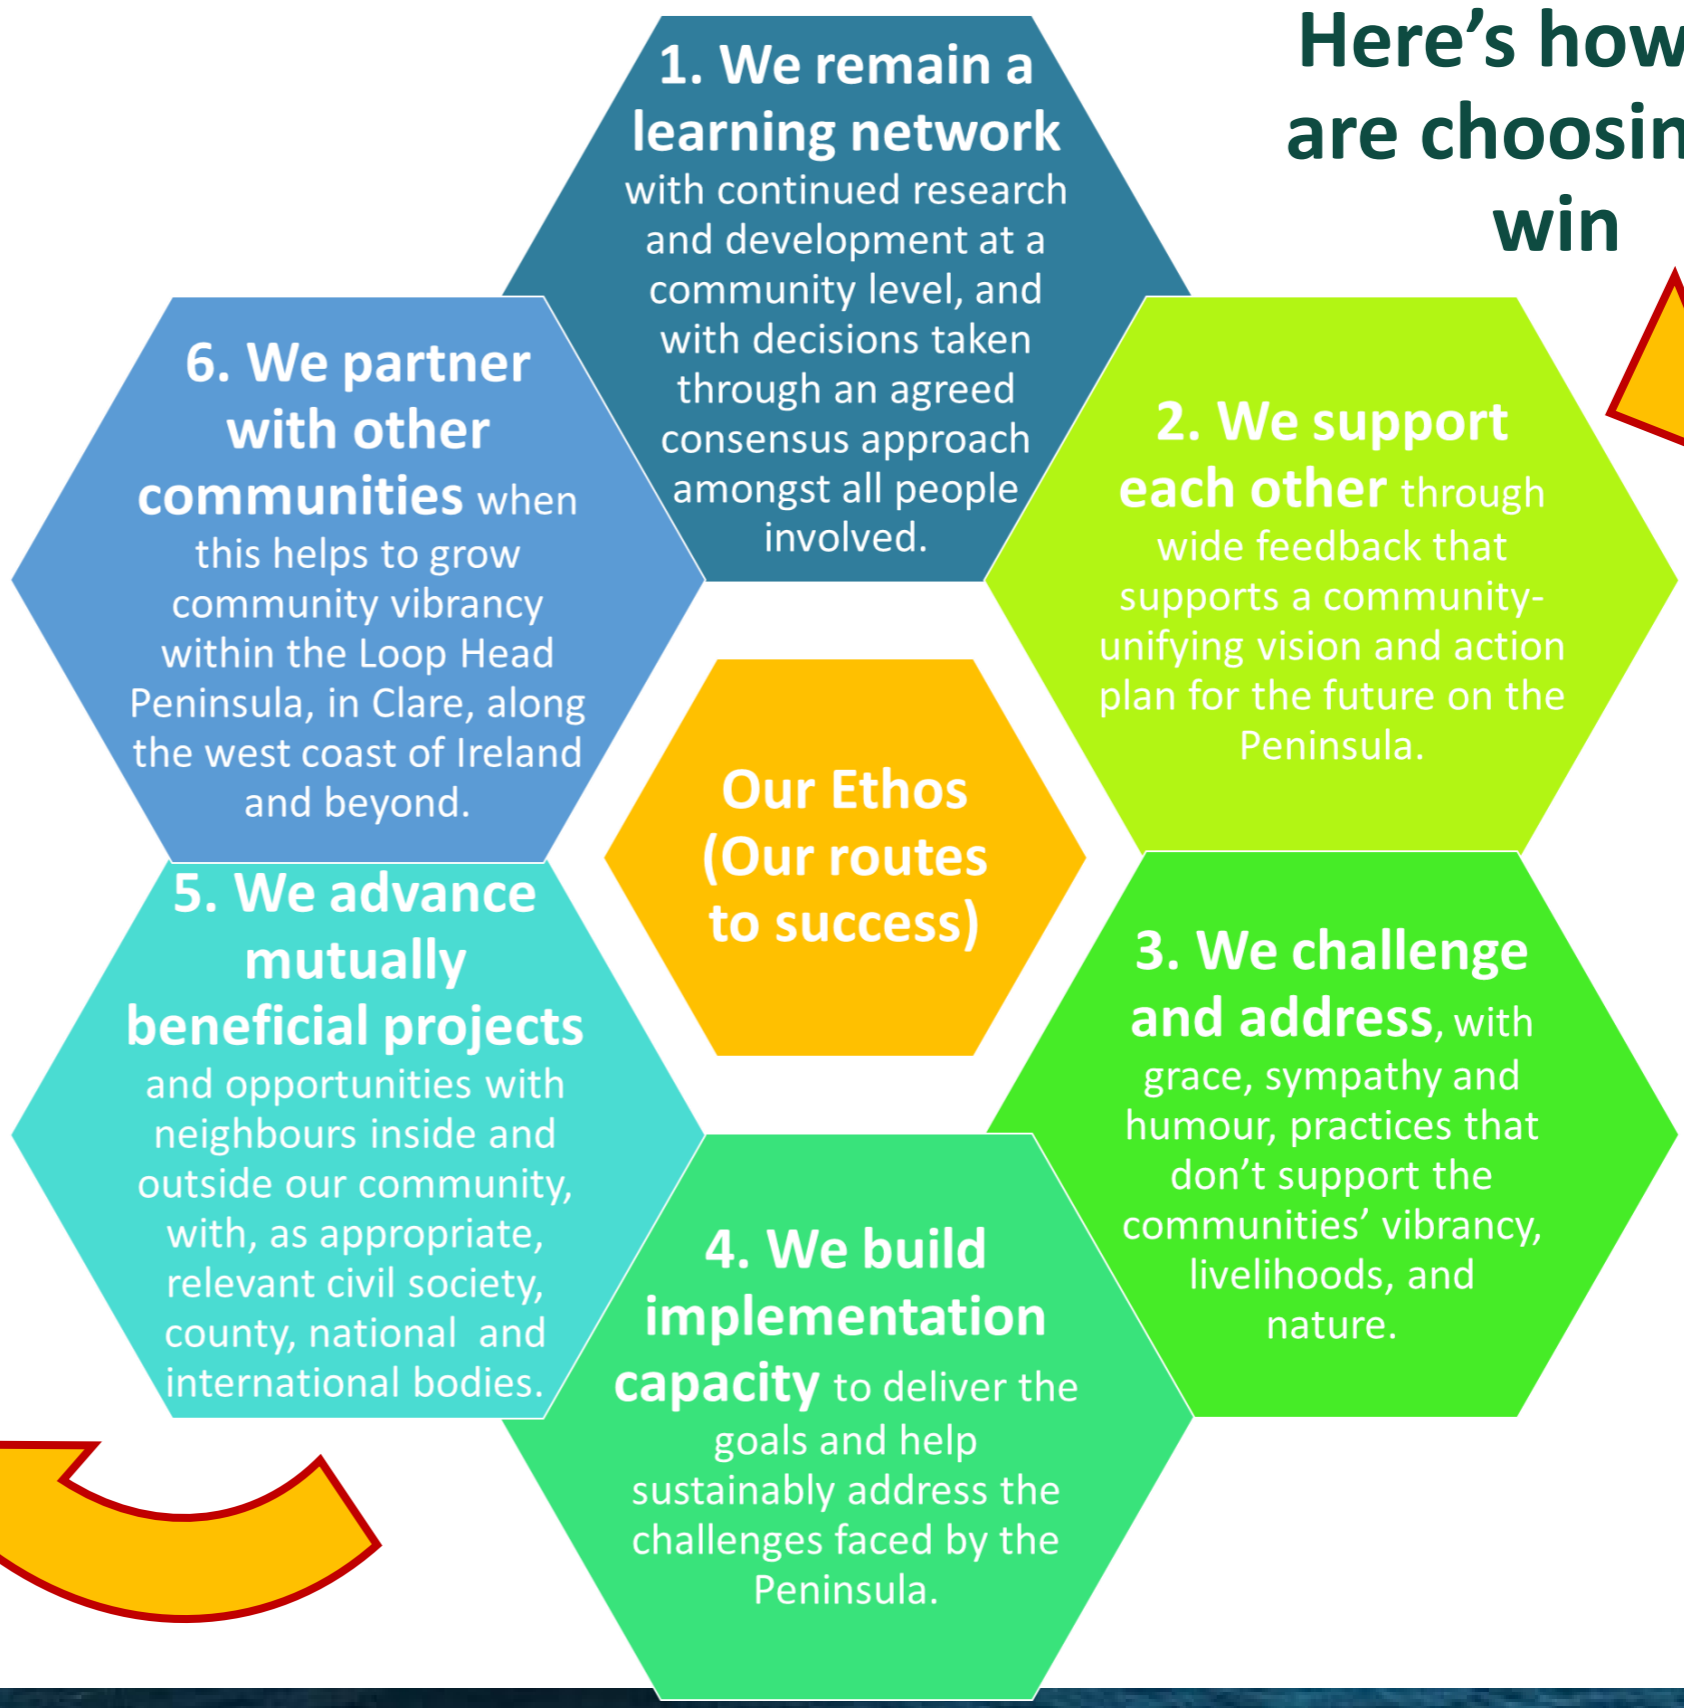 Here’s how
are choosin
win
1. We remain a
learning network
with continued research
and development at a
community level, and
with decisions taken
through an agreed
consensus approach
amongst all people
involved.
2. We support
each other through
wide feedback that
supports a community-
unifying vision and action
plan for the future on the
Peninsula.
3. We challenge
and address, with
grace, sympathy and
humour, practices that
don’t support the
communities’ vibrancy,
livelihoods, and
nature.
4. We build
implementation
capacity to deliver the
goals and help
sustainably address the
challenges faced by the
Peninsula.
5. We advance
mutually
beneficial projects
and opportunities with
neighbours inside and
outside our community,
with, as appropriate,
relevant civil society,
county, national  and
international bodies.
6. We partner
with other
communities when
this helps to grow
community vibrancy
within the Loop Head
Peninsula, in Clare, along
the west coast of Ireland
and beyond.
Our Ethos
(Our routes
to success)